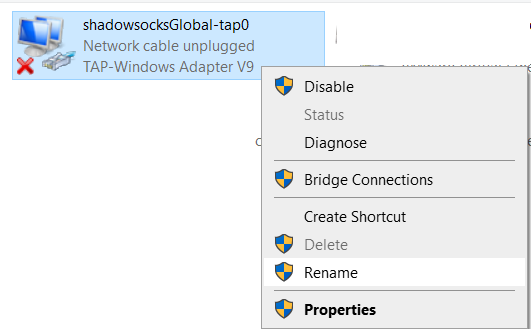 shadowsocksGlobal-tap0
Network cable unplugged
TAP-Windows Adapter V9
Disable
Status
Diagnose
Bridge Connections
Create Shortcut
Delete
Rename
Properties